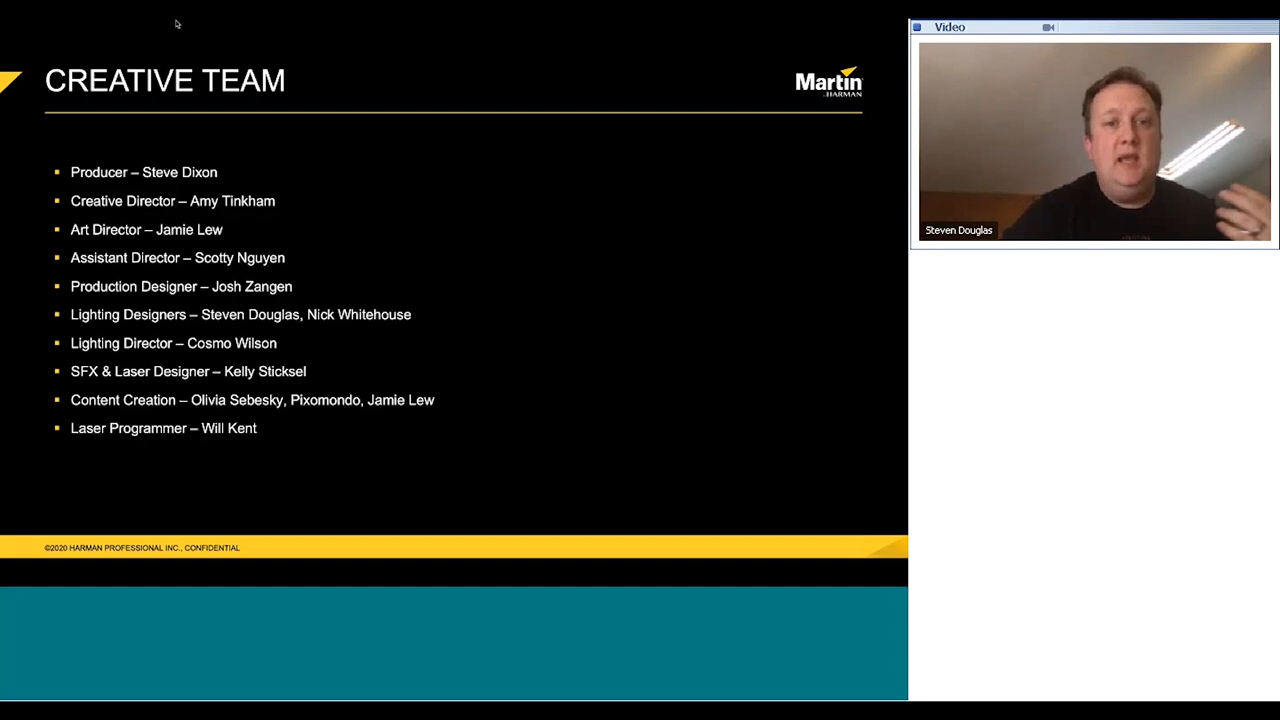 CREATIVE TEAM
Martin
BY HARMAN
Producer – Steve Dixon
Creative Director – Amy Tinkham
Art Director – Jamie Lew
Assistant Director – Scotty Nguyen
Production Designer – Josh Zangen
Lighting Designers – Steven Douglas, Nick Whitehouse
Lighting Director – Cosmo Wilson
SFX & Laser Designer – Kelly Sticksel
Content Creation – Olivia Sebesky, Pixomondo, Jamie Lew
Laser Programmer – Will Kent
©2020 HARMAN PROFESSIONAL INC., CONFIDENTIAL
Video
Steven Douglas